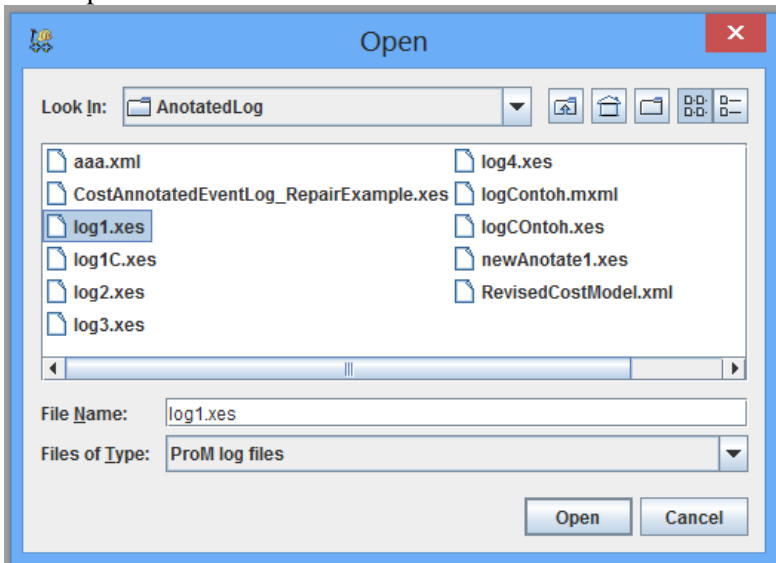 Open
Look In: AnotatedLog
aaa.xml
CostAnnotatedEventLog_RepairExample.xes
log1.xes
log1C.xes
log2.xes
log3.xes
log4.xes
logContoh.mxml
logCOntoh.xes
newAnotate1.xes
RevisedCostModel.xml
File Name: log1.xes
Files of Type: ProM log files
Open Cancel